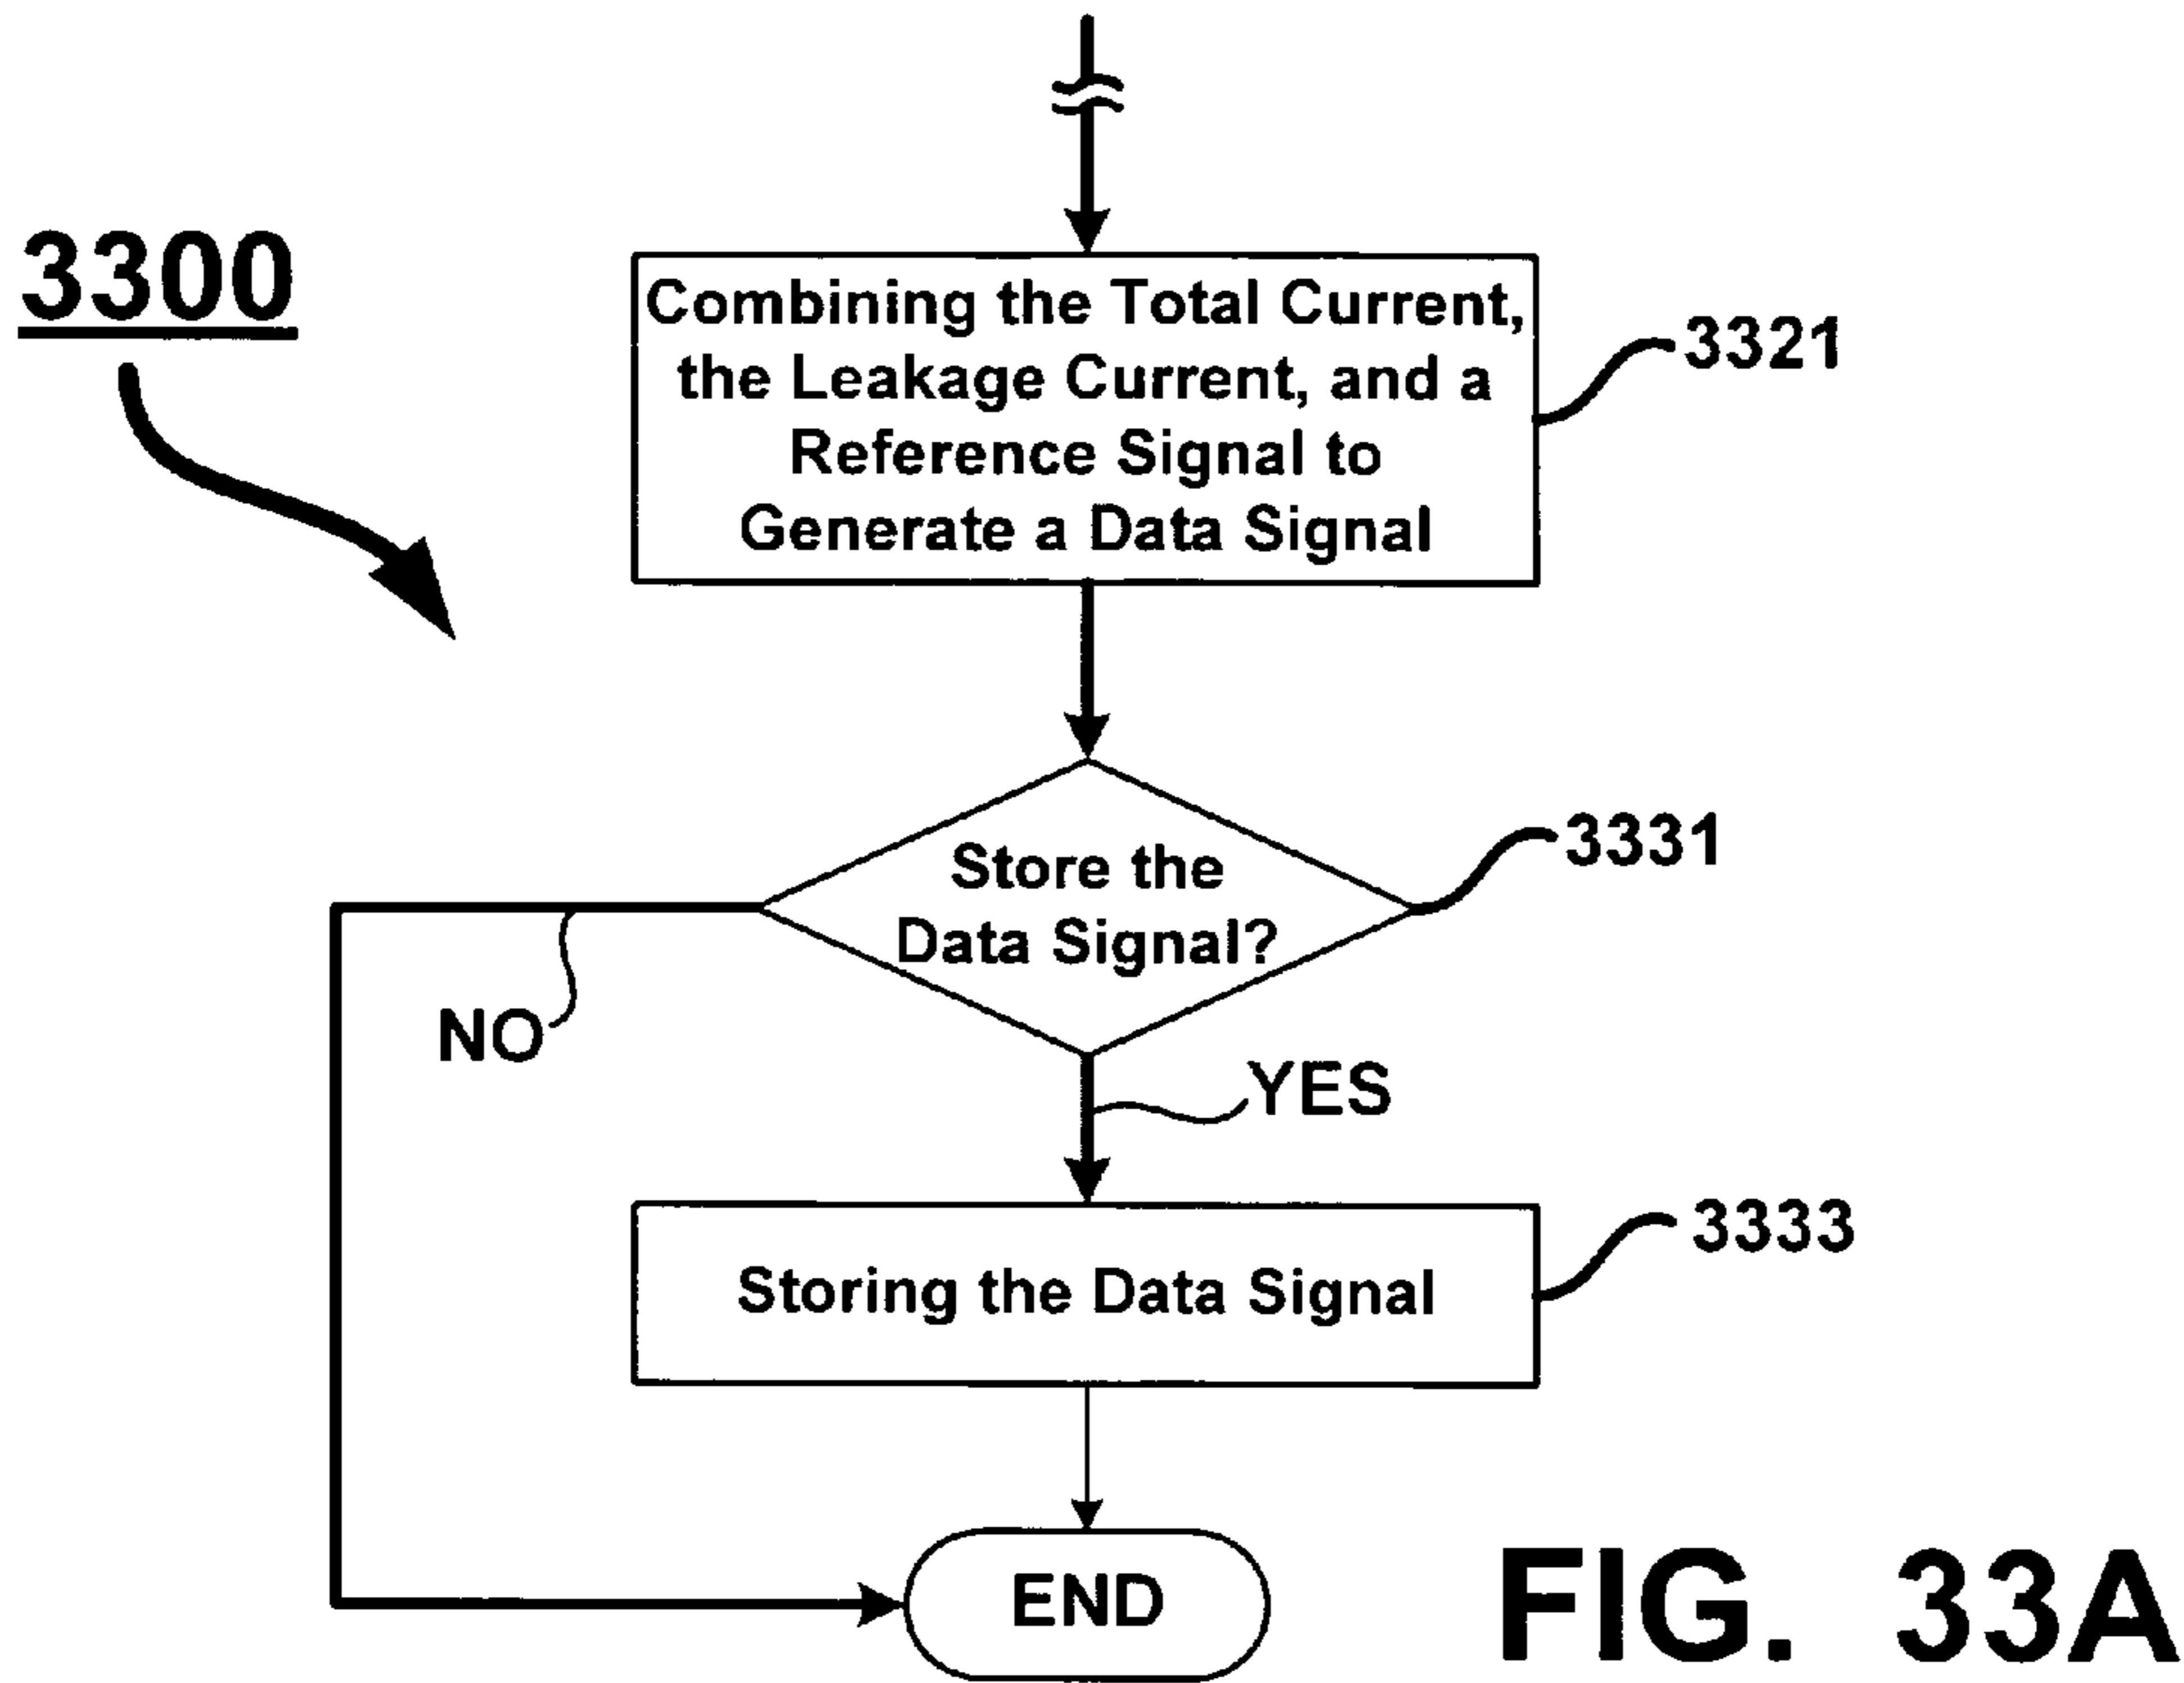 3300
Combining the Total Current,
the Leakage Current, and a
Reference Signal to
Generate a Data Signal
3321
Store the
Data Signal?
3331
NO
YES
Storing the Data Signal
3333
END
FIG. 33A